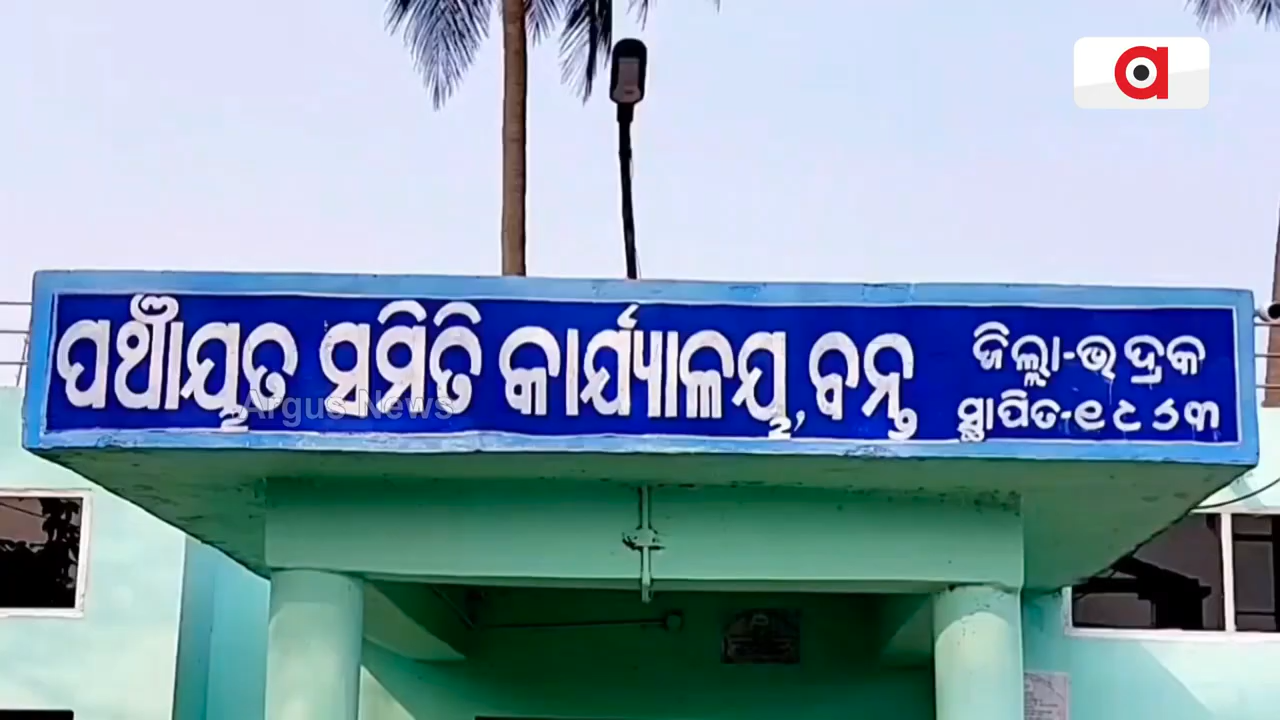 ପଞ୍ଚାୟତ ସମିତି କାର୍ଯ୍ୟାଳୟ, ବନ୍ତ
ଜିଲ୍ଲା-ଭଦ୍ରକ
ସ୍ଥାପିତ-୧୯୬୩
Argus News